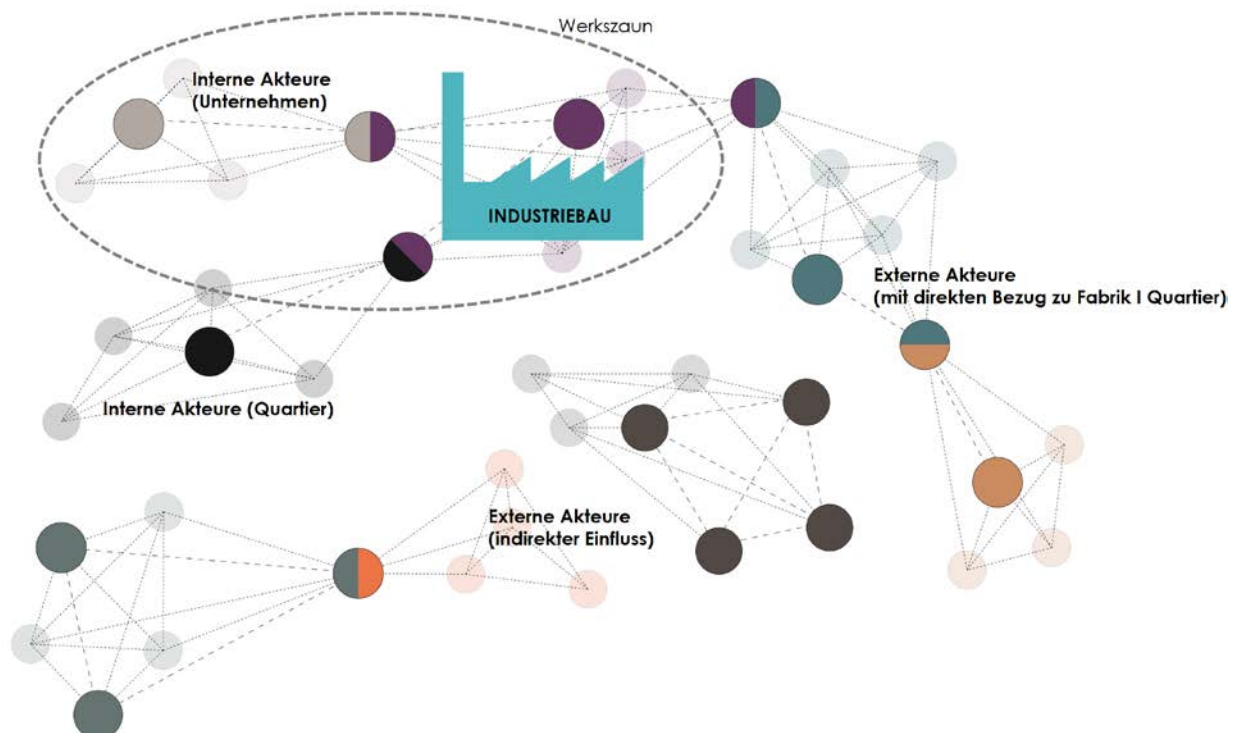 Werkszaun
Interne Akteure
(Unternehmen)
INDUSTRIEBAU
Externe Akteure
(mit direkten Bezug zu Fabrik I Quartier)
Interne Akteure (Quartier)
Externe Akteure
(indirekter Einfluss)